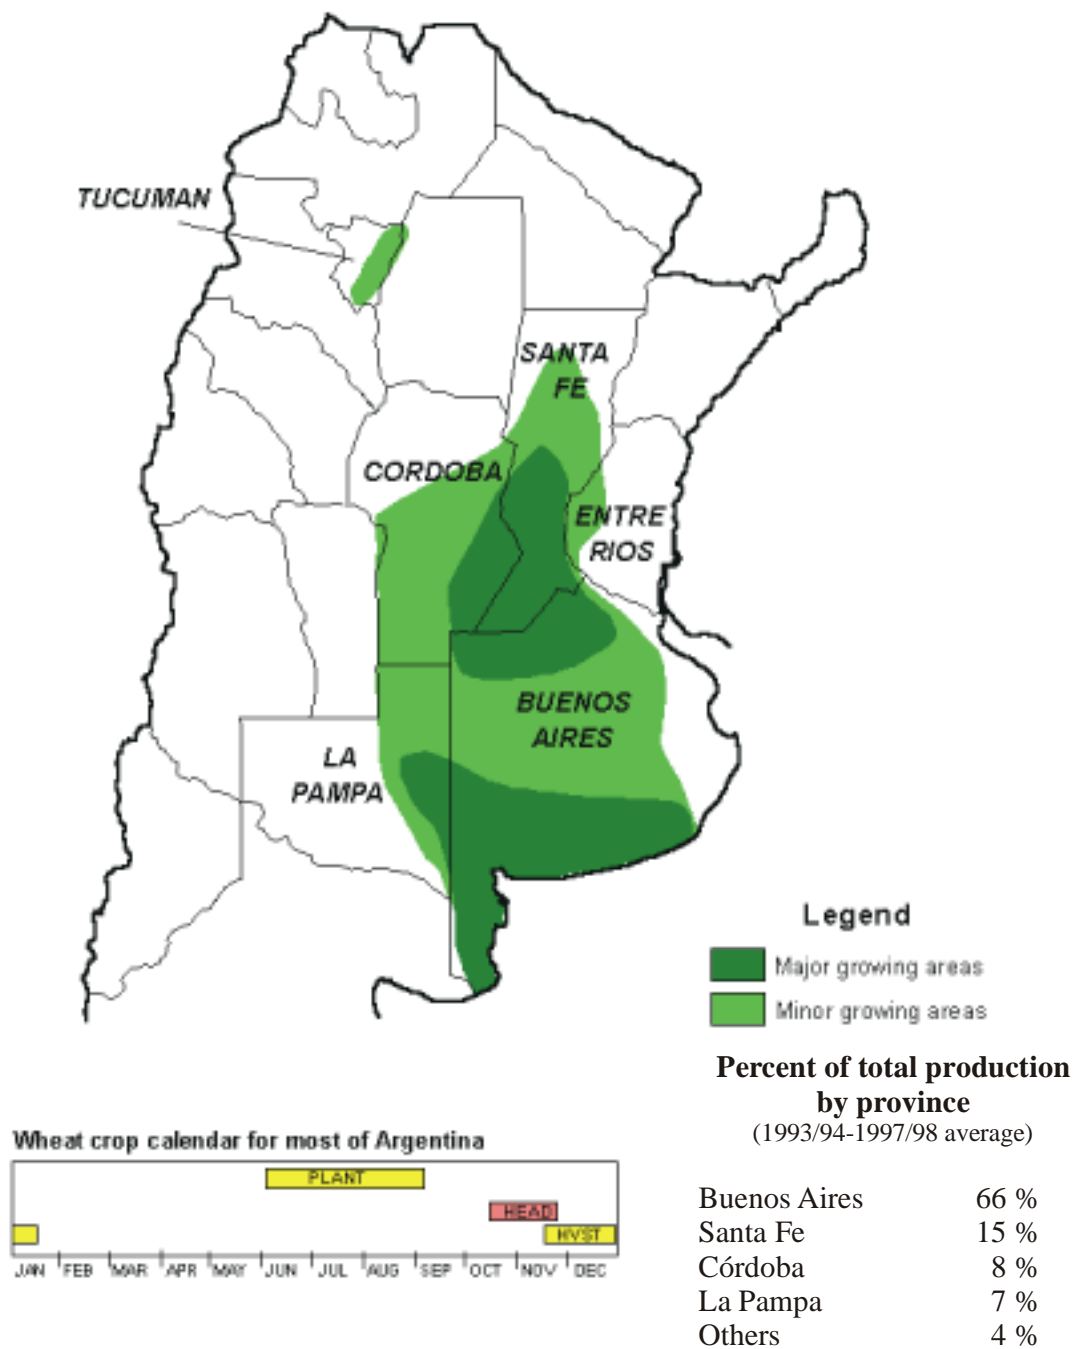 TUCUMAN
SANTA
FE
CORDOBA
ENTRE
RIOS
BUENOS
AIRES
LA
PAMPA
Legend
Major growing areas
Minor growing areas
Percent of total production
by province
(1993/94-1997/98 average)
Buenos Aires 66 %
Santa Fe 15 %
Córdoba 8 %
La Pampa 7 %
Others 4 %
Wheat crop calendar for most of Argentina
PLANT
HEAD
HVST
JAN FEB MAR APR MAY JUN JUL AUG SEP OCT NOV DEC